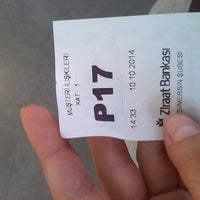 Ziraat Bankası
MERSİN ŞUBESİ
14:33 10.10.2014
P17
KAT : 1
MÜŞTERİ İLİŞKİLERİ